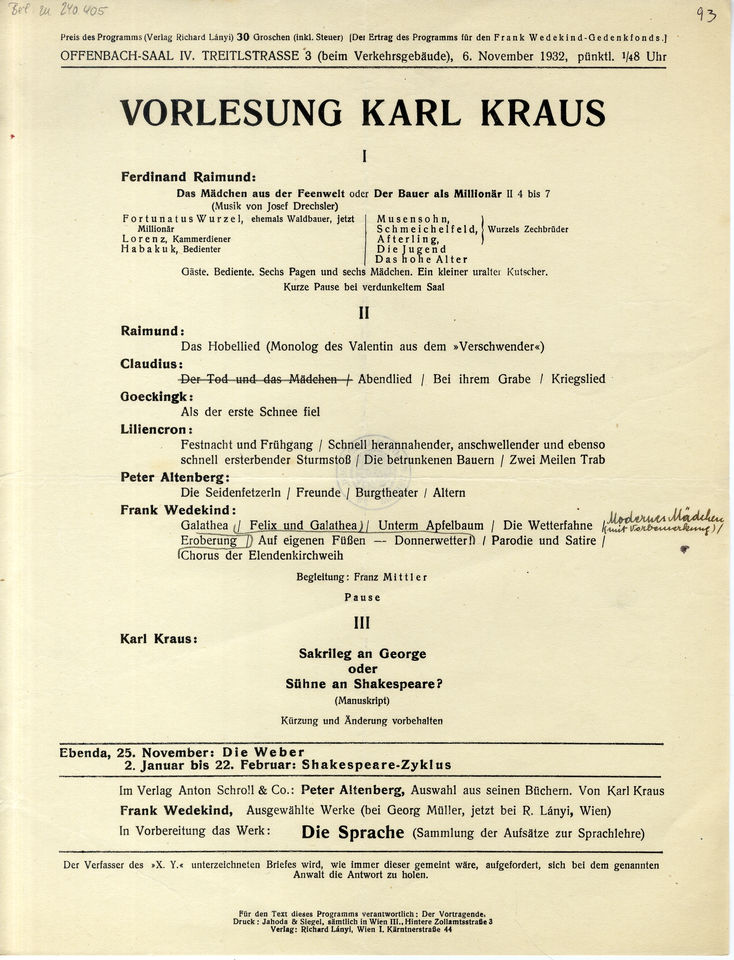 Bel. zu 240.405
93
Preis des Programms (Verlag Richard Lányi) 30 Groschen (inkl. Steuer) [Der Ertrag des Programms für den Frank Wedekind-Gedenkfonds.]
OFFENBACH-SAAL IV. TREITLSTRASSE 3 (beim Verkehrsgebäude), 6. November 1932, pünktl. 1/48 Uhr
VORLESUNG KARL KRAUS
I
Ferdinand Raimund:
Das Mädchen aus der Feenwelt oder Der Bauer als Millionär II 4 bis 7
(Musik von Josef Drechsler)
Fortunatus Wurzel, ehemals Waldbauer, jetzt
Millionär
Lorenz, Kammerdiener
Habakuk, Bedienter
Musensohn,
Schmeichelfeld, Wurzels Zechbrüder
Afterling,
Die Jugend
Das hohe Alter
Gäste. Bediente. Sechs Pagen und sechs Mädchen. Ein kleiner uralter Kutscher.
Kurze Pause bei verdunkeltem Saal
II
Raimund:
Das Hobellied (Monolog des Valentin aus dem »Verschwender«)
Claudius:
Der Tod und das Mädchen / Abendlied / Bei ihrem Grabe / Kriegslied
Goeckingk:
Als der erste Schnee fiel
Liliencron:
Festnacht und Frühgang / Schnell herannahender, anschwellender und ebenso
schnell ersterbender Sturmstoß / Die betrunkenen Bauern / Zwei Meilen Trab
Peter Altenberg:
Die Seidenfetzerln / Freunde / Burgtheater / Altern
Frank Wedekind:
Galathea (/ Felix und Galathea) / Unterm Apfelbaum / Die Wetterfahne / Modernes Mädchen
(mit Vorbemerkung) /
Eroberung / Auf eigenen Füßen — Donnerwetter!) / Parodie und Satire /
Chorus der Elendenkirchweih
Begleitung: Franz Mittler
Pause
III
Karl Kraus:
Sakrileg an George
oder
Sühne an Shakespeare?
(Manuskript)
Kürzung und Änderung vorbehalten
Ebenda, 25. November: Die Weber
2. Januar bis 22. Februar: Shakespeare-Zyklus
Im Verlag Anton Schroll & Co.: Peter Altenberg, Auswahl aus seinen Büchern. Von Karl Kraus
Frank Wedekind, Ausgewählte Werke (bei Georg Müller, jetzt bei R. Lányi, Wien)
In Vorbereitung das Werk: Die Sprache (Sammlung der Aufsätze zur Sprachlehre)
Der Verfasser des »X. Y.« unterzeichneten Briefes wird, wie immer dieser gemeint wäre, aufgefordert, sich bei dem genannten
Anwalt die Antwort zu holen.
Für den Text dieses Programms verantwortlich: Der Vortragende.
Druck: Jahoda & Siegel, sämtlich in Wien III., Hintere Zollamtsstraße 3
Verlag: Richard Lányi, Wien I. Kärntnerstraße 44